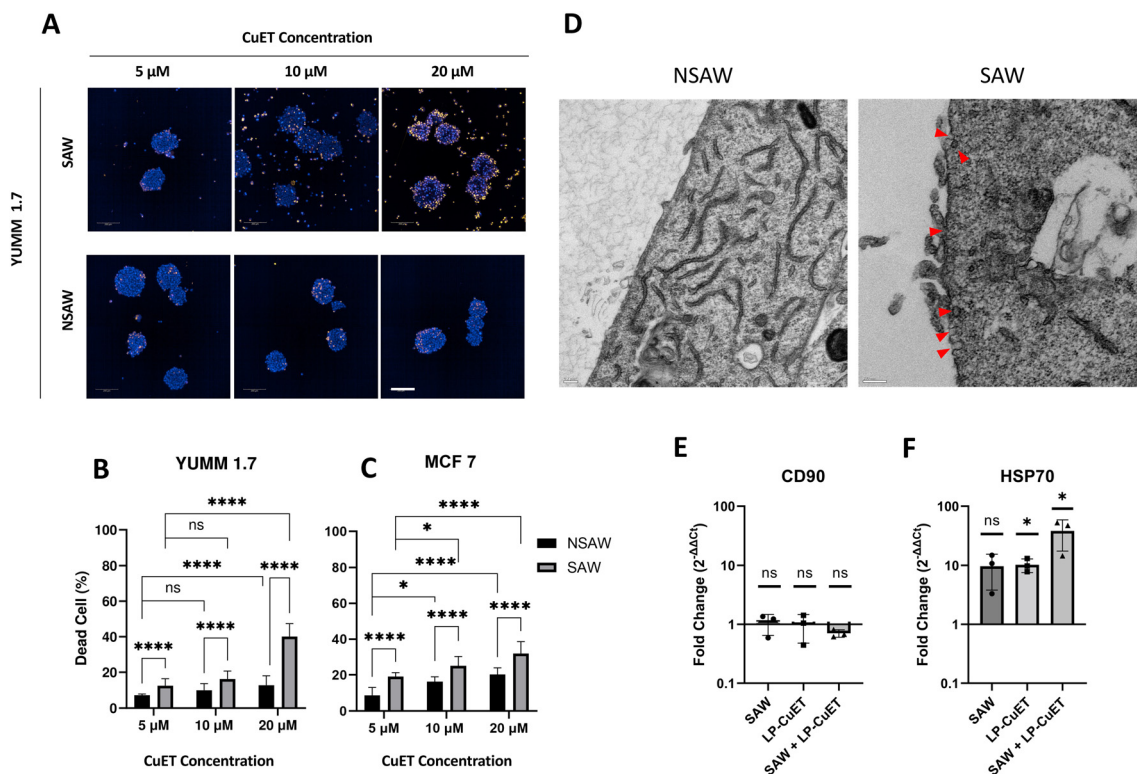 A
CuET Concentration
5 µM 10 µM 20 µM
YUMM 1.7
SAW
NSAW
D
NSAW SAW
B
YUMM 1.7
Dead Cell (%)
100
80
60
40
20
0
****
ns
****
ns
****
****
****
5 µM 10 µM 20 µM
CuET Concentration
C
MCF 7
100
80
60
40
20
0
****
*
****
*
****
****
****
5 µM 10 µM 20 µM
CuET Concentration
NSAW
SAW
E
CD90
Fold Change (2^-ΔΔCt)
100
10
1
0.1
ns ns ns
SAW
LP-CuET
SAW + LP-CuET
F
HSP70
Fold Change (2^-ΔΔCt)
100
10
1
0.1
ns * *
SAW
LP-CuET
SAW + LP-CuET